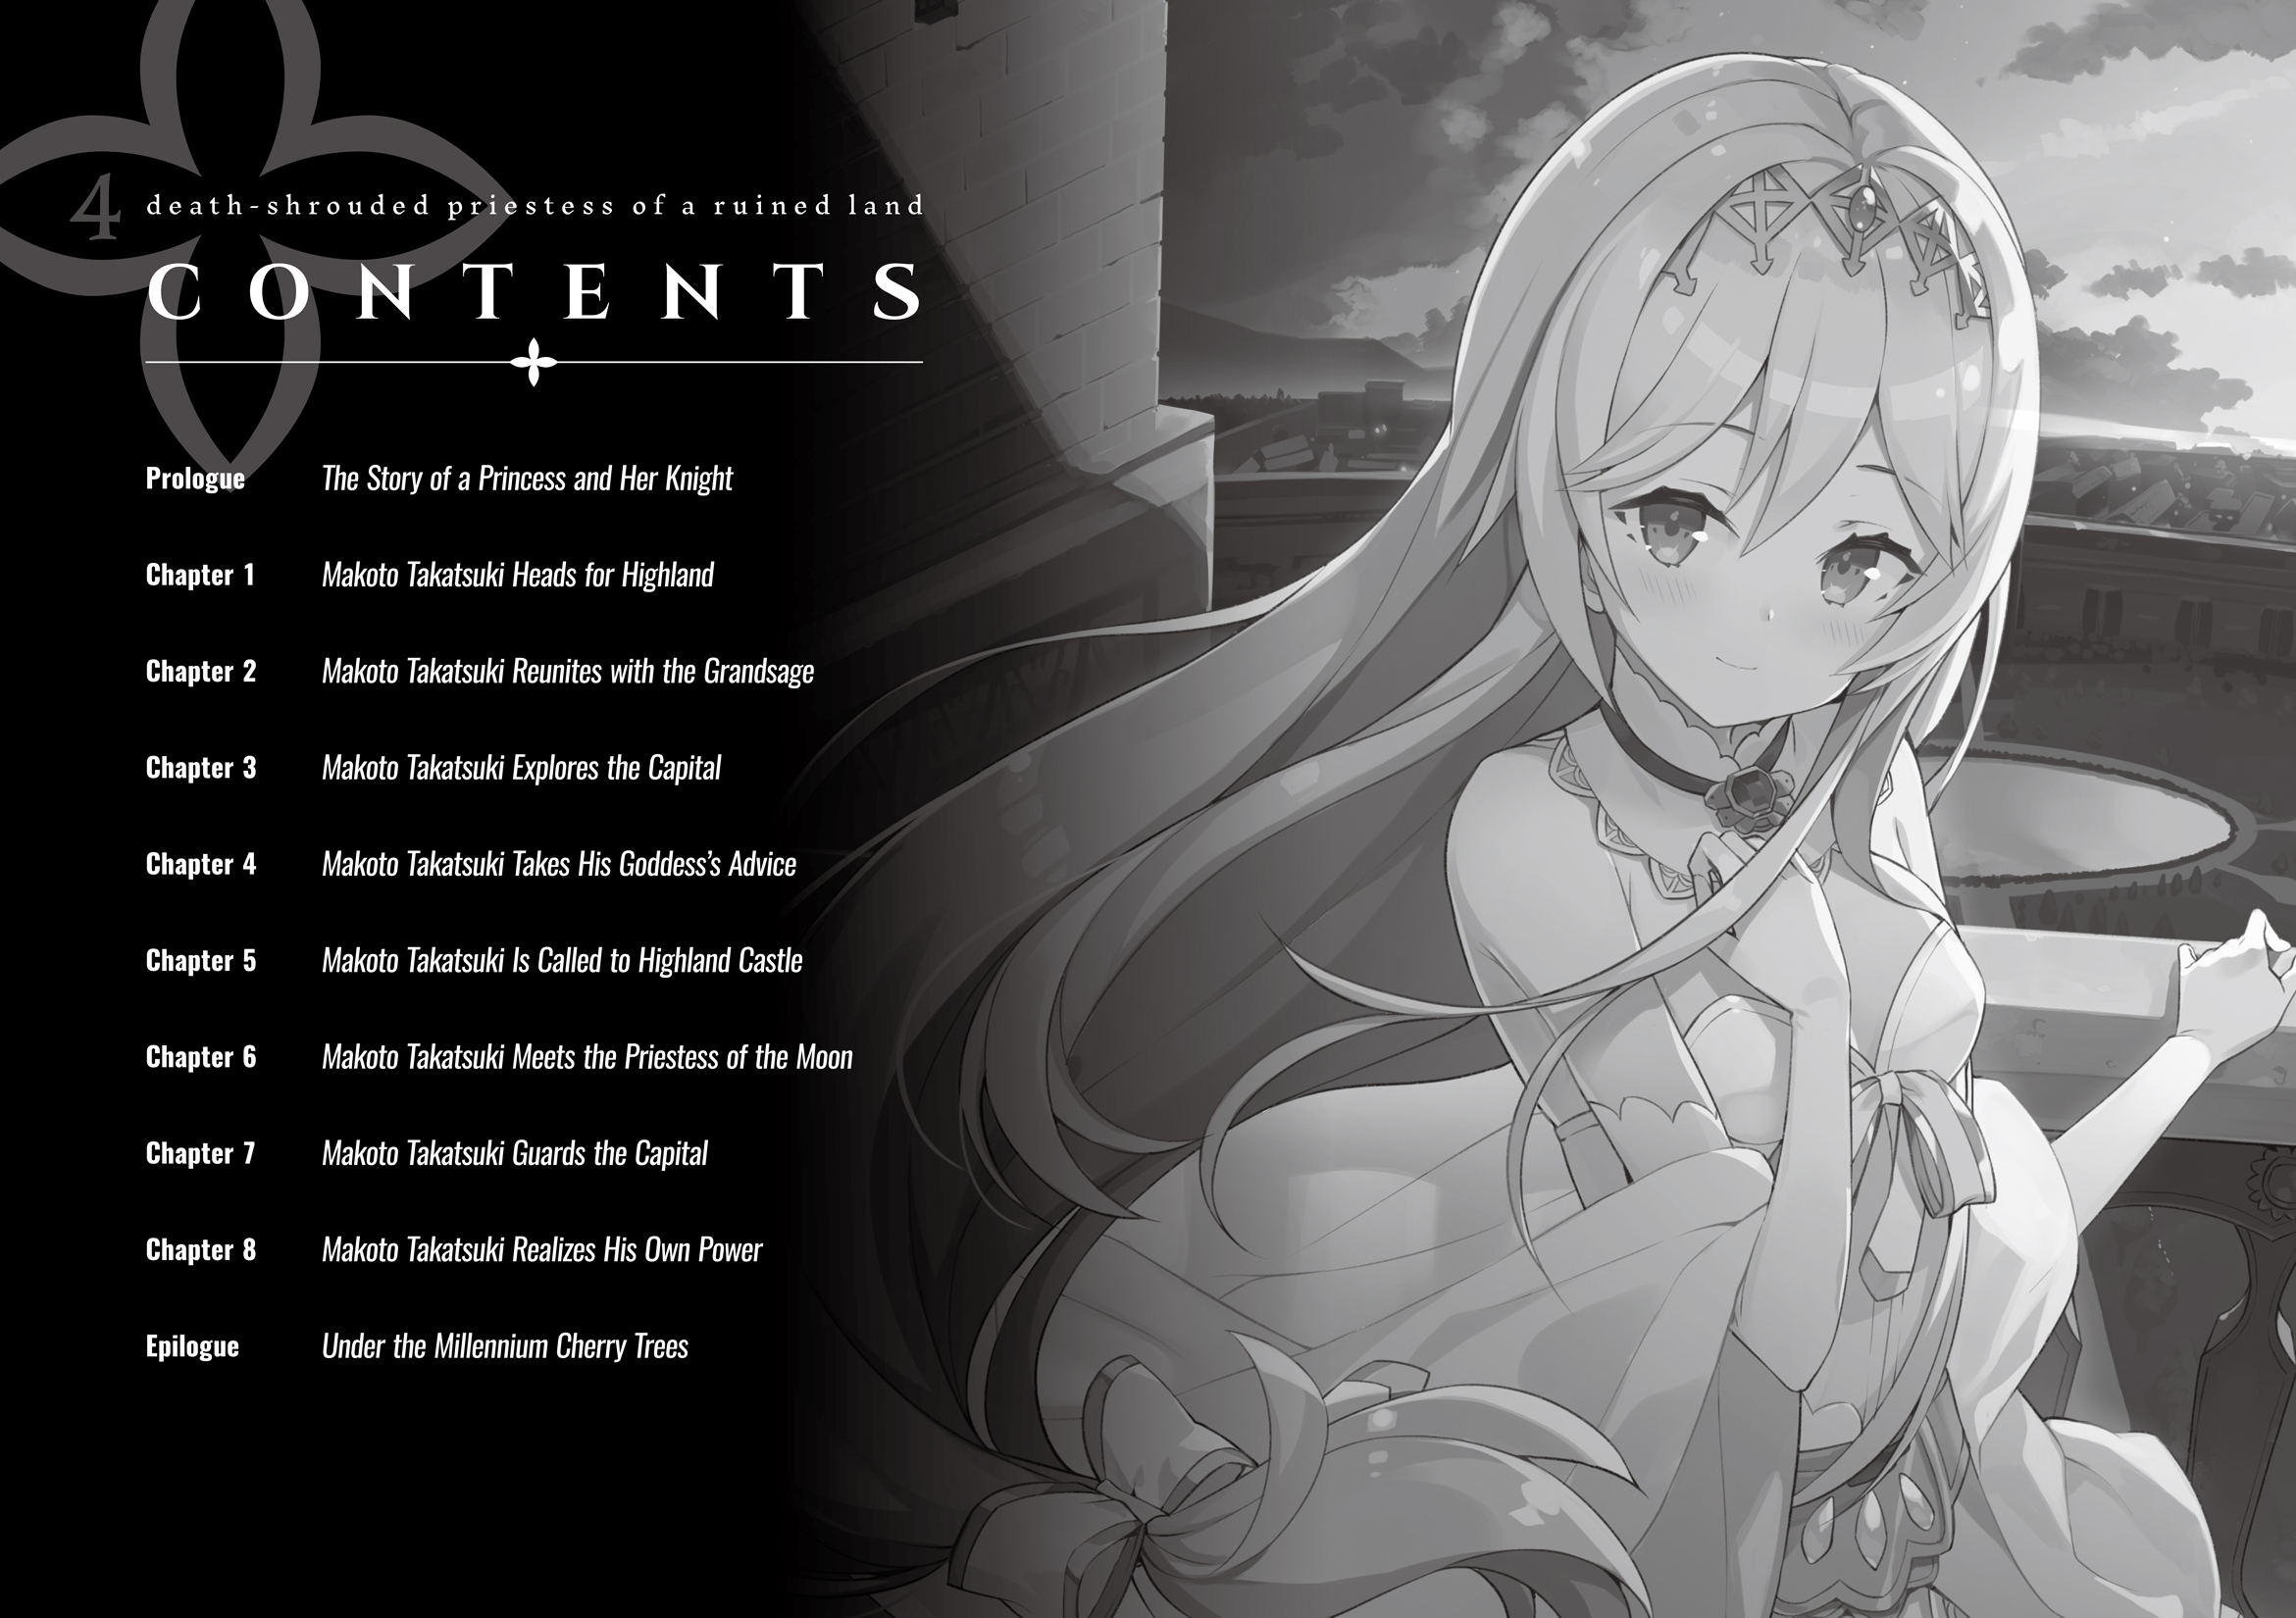 4 death-shrouded priestess of a ruined land
CONTENTS
Prologue The Story of a Princess and Her Knight
Chapter 1 Makoto Takatsuki Heads for Highland
Chapter 2 Makoto Takatsuki Reunites with the Grandsage
Chapter 3 Makoto Takatsuki Explores the Capital
Chapter 4 Makoto Takatsuki Takes His Goddess’s Advice
Chapter 5 Makoto Takatsuki Is Called to Highland Castle
Chapter 6 Makoto Takatsuki Meets the Priestess of the Moon
Chapter 7 Makoto Takatsuki Guards the Capital
Chapter 8 Makoto Takatsuki Realizes His Own Power
Epilogue Under the Millennium Cherry Trees